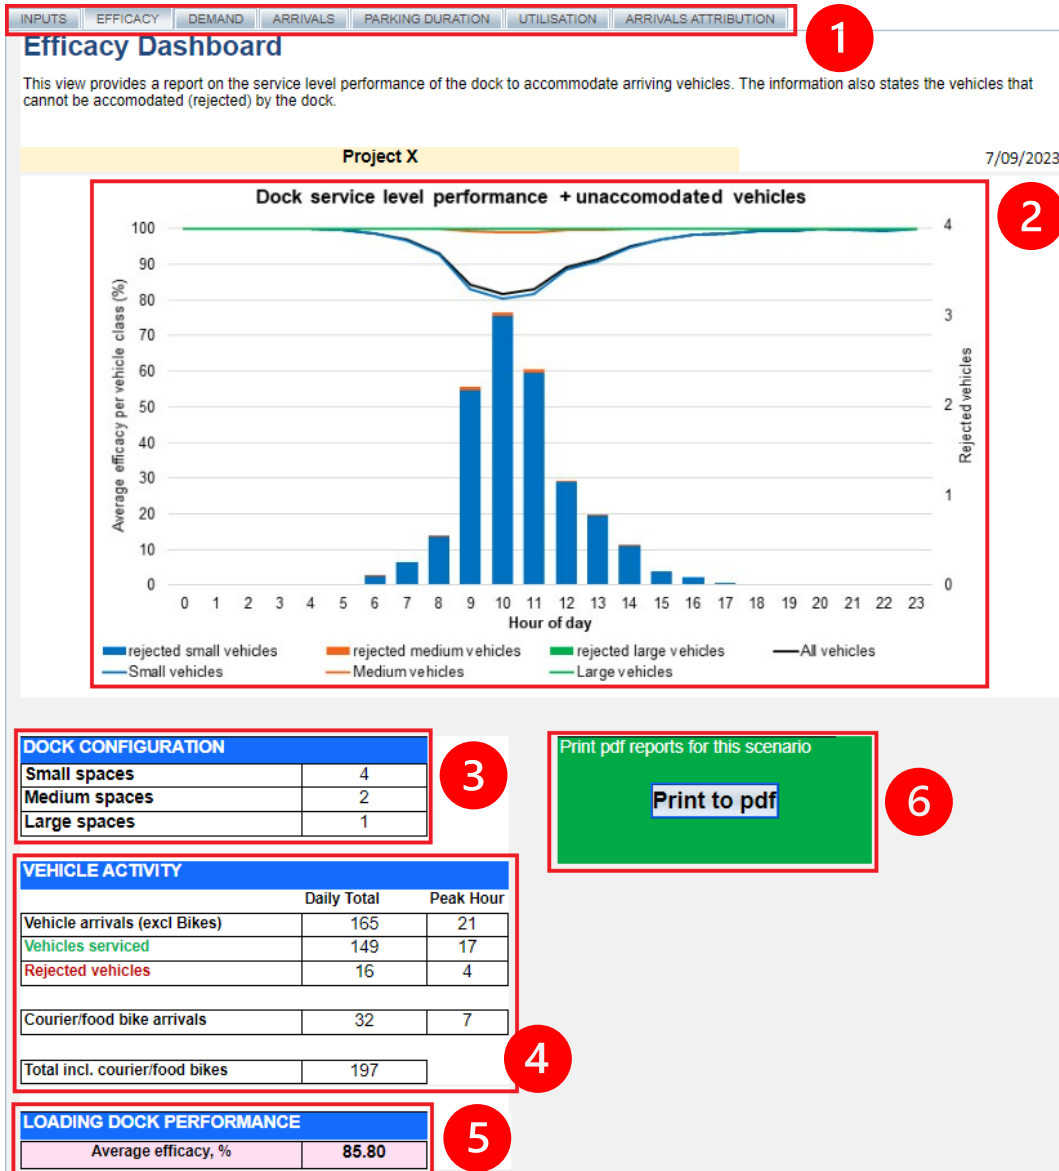 INPUTS EFFICACY DEMAND ARRIVALS PARKING DURATION UTILISATION ARRIVALS ATTRIBUTION
1
Efficacy Dashboard
This view provides a report on the service level performance of the dock to accommodate arriving vehicles. The information also states the vehicles that
cannot be accomodated (rejected) by the dock.
Project X 7/09/2023
2
Dock service level performance + unaccomodated vehicles
Average efficacy per vehicle class (%)
100
90
80
70
60
50
40
30
20
10
0
4
3
2
1
0
Rejected vehicles
0 1 2 3 4 5 6 7 8 9 10 11 12 13 14 15 16 17 18 19 20 21 22 23
Hour of day
rejected small vehicles rejected medium vehicles rejected large vehicles All vehicles
Small vehicles Medium vehicles Large vehicles
DOCK CONFIGURATION
Small spaces 4
Medium spaces 2
Large spaces 1
3
Print pdf reports for this scenario
Print to pdf
6
VEHICLE ACTIVITY
Daily Total Peak Hour
Vehicle arrivals (excl Bikes) 165 21
Vehicles serviced 149 17
Rejected vehicles 16 4
Courier/food bike arrivals 32 7
Total incl. courier/food bikes 197
4
LOADING DOCK PERFORMANCE
Average efficacy, % 85.80
5